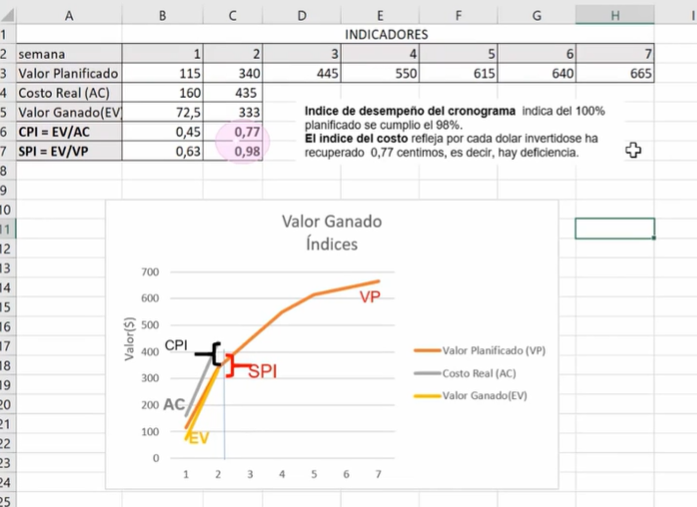 A B C D E F G H I
1 INDICADORES
2 semana 1 2 3 4 5 6 7
3 Valor Planificado 115 340 445 550 615 640 665
4 Costo Real (AC) 160 435
5 Valor Ganado(EV) 72,5 333
6 CPI = EV/AC 0,45 0,77
7 SPI = EV/VP 0,63 0,98
Indice de desempeño del cronograma indica del 100%
planificado se cumplio el 98%.
El indice del costo refleja por cada dolar invertidose ha
recuperado 0,77 centimos, es decir, hay deficiencia.
8
9
10
11
12
13
14
15
16
17
18
19
20
21
22
23
24
25
Valor Ganado
Índices
Valor($)
700
600
500
400
300
200
100
0
1 2 3 4 5 6 7
VP
CPI
SPI
AC
EV
Valor Planificado (VP)
Costo Real (AC)
Valor Ganado(EV)